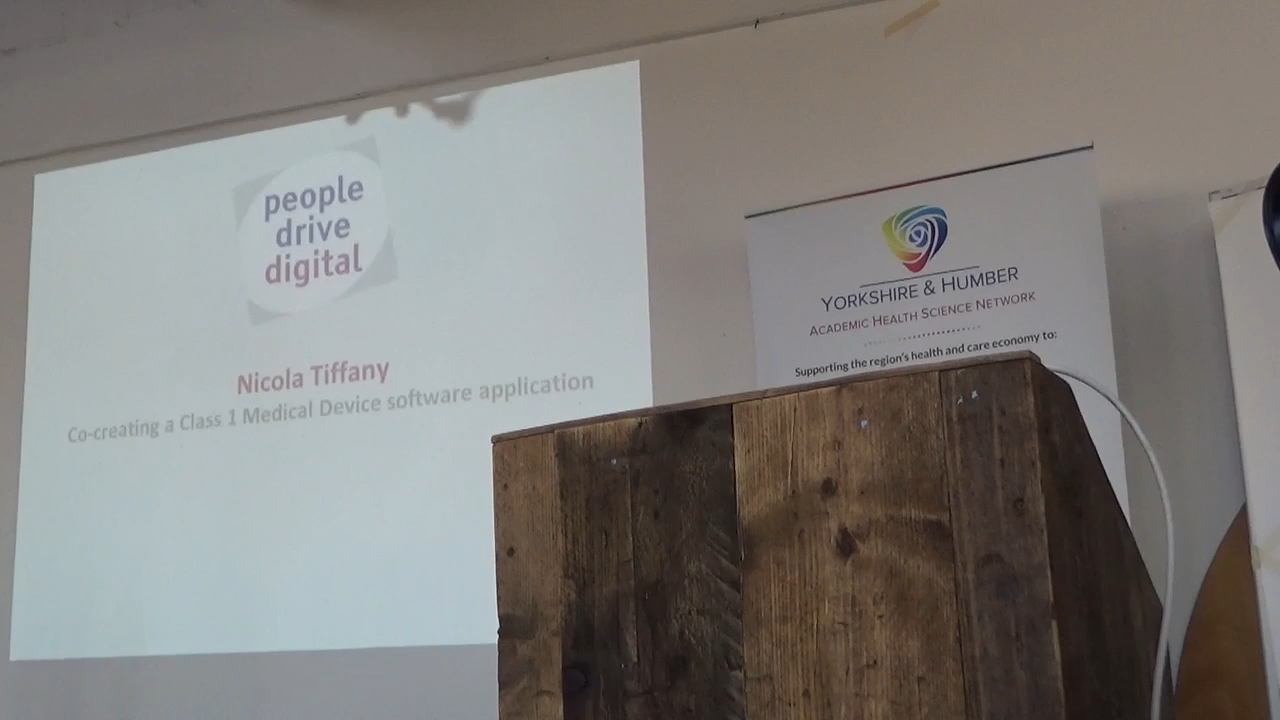 people
drive
digital
Nicola Tiffany
Co-creating a Class 1 Medical Device software application
YORKSHIRE & HUMBER
ACADEMIC HEALTH SCIENCE NETWORK
Supporting the region's health and care economy to: